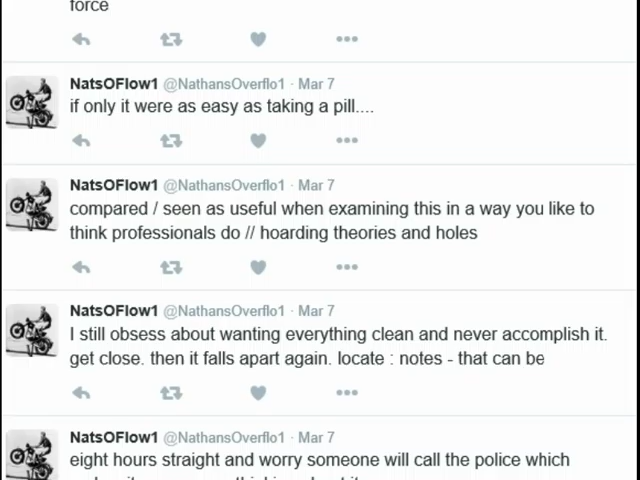 force
NatsOFlow1 @NathansOverflo1 · Mar 7
if only it were as easy as taking a pill....
NatsOFlow1 @NathansOverflo1 · Mar 7
compared / seen as useful when examining this in a way you like to
think professionals do // hoarding theories and holes
NatsOFlow1 @NathansOverflo1 · Mar 7
I still obsess about wanting everything clean and never accomplish it.
get close. then it falls apart again. locate : notes - that can be
NatsOFlow1 @NathansOverflo1 · Mar 7
eight hours straight and worry someone will call the police which